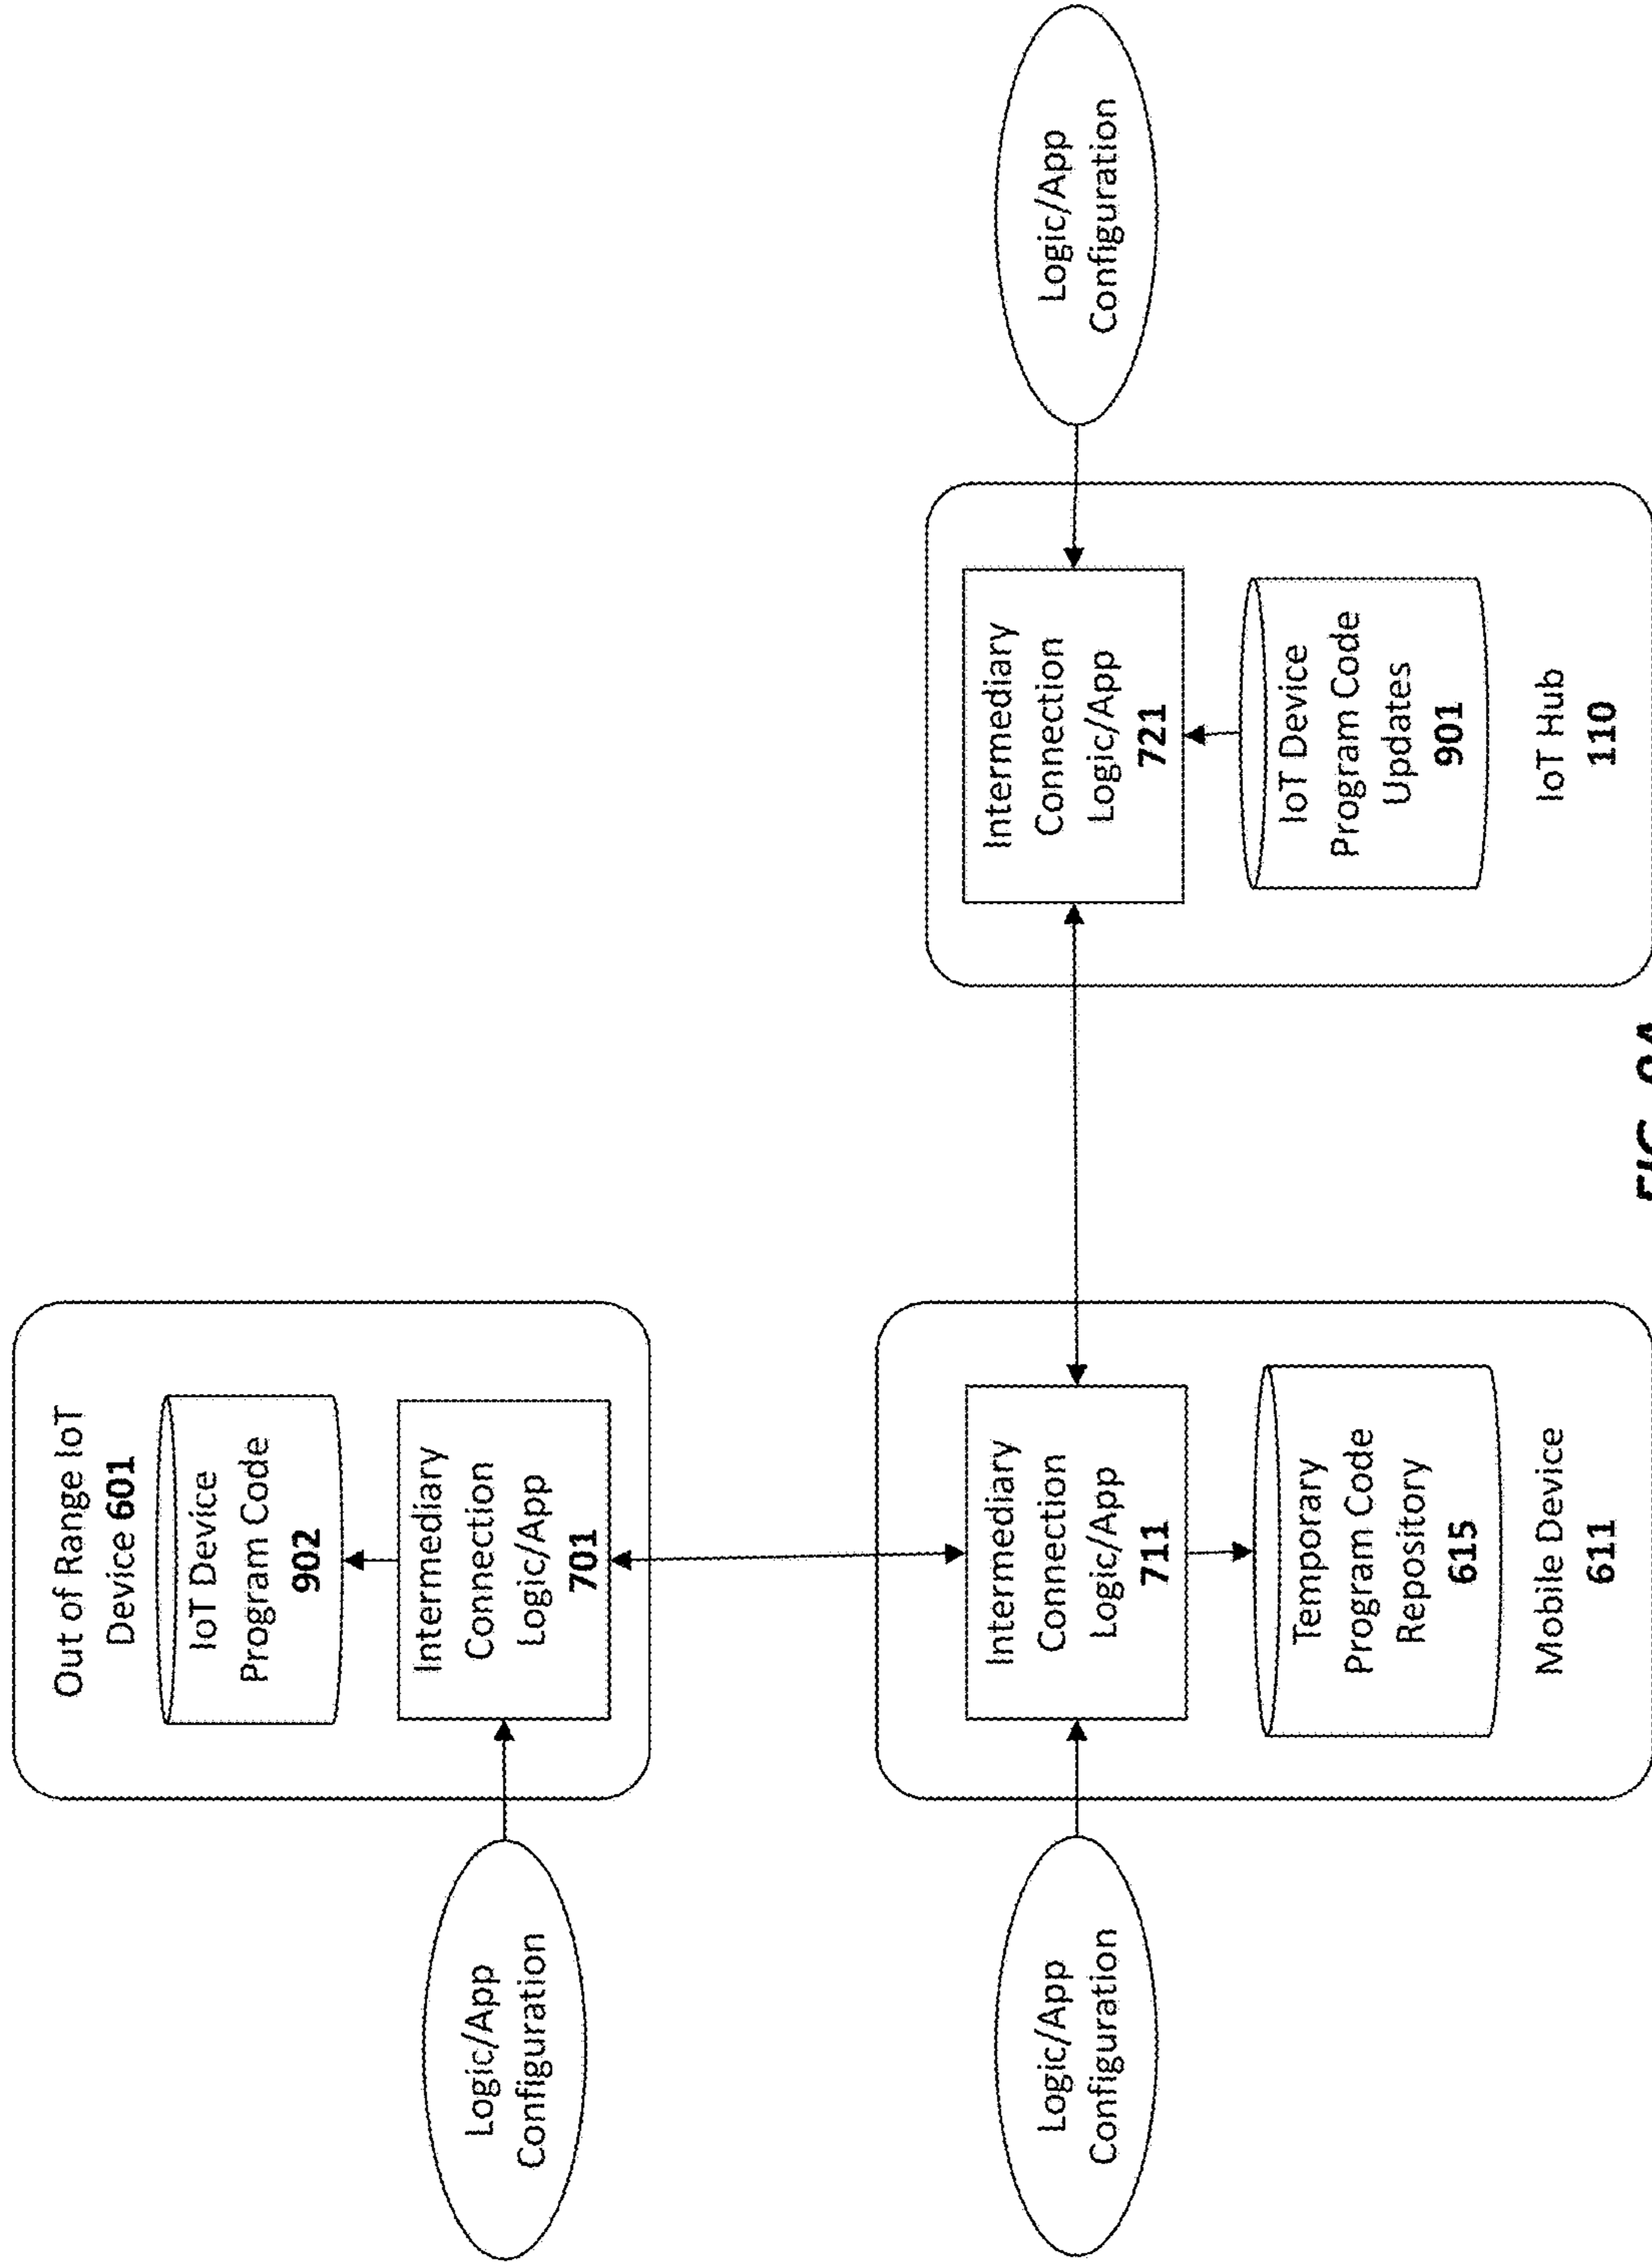 Out of Range IoT
Device 601
IoT Device
Program Code
902
Logic/App
Configuration
Intermediary
Connection
Logic/App
701
Logic/App
Configuration
Intermediary
Connection
Logic/App
711
Temporary
Program Code
Repository
615
Mobile Device
611
Intermediary
Connection
Logic/App
721
IoT Device
Program Code
Updates
901
IoT Hub
110
Logic/App
Configuration
FIG. 9A